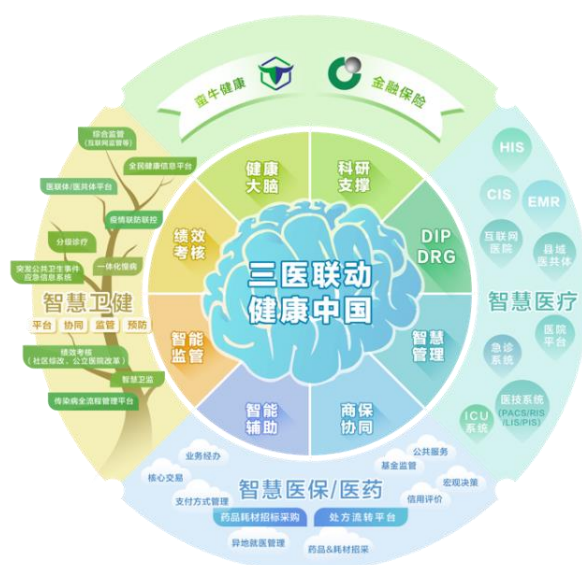 童牛健康
金融保险
综合监管
(互联网监管等)
全民健康信息平台
医联体/医共体平台
疫情联防联控
分级诊疗
突发公共卫生事件
应急信息系统
一体化慢病
智慧卫健
平台 协同 监管 预防
绩效考核
(社区综改、公立医院改革)
智慧卫监
传染病全流程管理平台
健康
大脑
科研
支撑
绩效
考核
DIP
DRG
三医联动
健康中国
智能
监管
智慧
管理
智能
辅助
商保
协同
HIS
CIS
EMR
互联网
医院
县域
医共体
智慧医疗
医院
平台
急诊
系统
ICU
系统
医技系统
(PACS/RIS
/LIS/PIS)
业务经办
公共服务
核心交易
基金监管
支付方式管理
宏观决策
信用评价
智慧医保/医药
药品耗材招标采购
处方流转平台
异地就医管理
药品&耗材招采